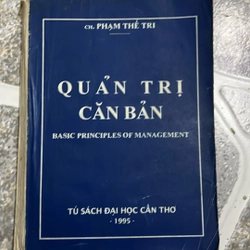 CH. PHẠM THẾ TRI
QUẢN TRỊ
CĂN BẢN
BASIC PRINCIPLES OF MANAGEMENT
TỦ SÁCH ĐẠI HỌC CẦN THƠ
- 1995 -